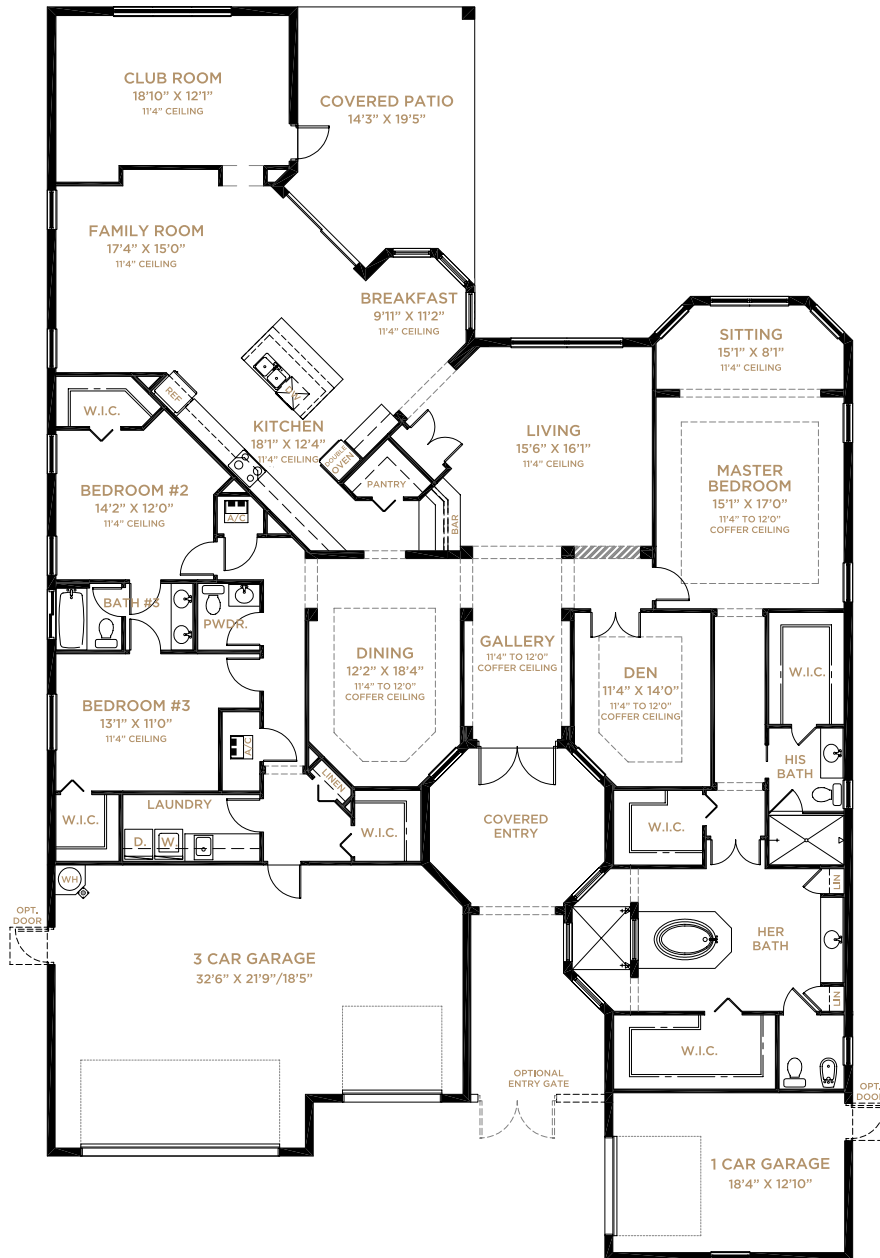 CLUB ROOM
18'10" X 12'1"
11'4" CEILING
COVERED PATIO
14'3" X 19'5"
FAMILY ROOM
17'4" X 15'0"
11'4" CEILING
BREAKFAST
9'11" X 11'2"
11'4" CEILING
SITTING
15'1" X 8'1"
11'4" CEILING
REF
DW
W.I.C.
KITCHEN
18'1" X 12'4"
11'4" CEILING
DOUBLE
OVEN
LIVING
15'6" X 16'1"
11'4" CEILING
MASTER
BEDROOM
15'1" X 17'0"
11'4" TO 12'0"
COFFER CEILING
PANTRY
BAR
BEDROOM #2
14'2" X 12'0"
11'4" CEILING
A/C
BATH #3
PWDR.
DINING
12'2" X 18'4"
11'4" TO 12'0"
COFFER CEILING
GALLERY
11'4" TO 12'0"
COFFER CEILING
DEN
11'4" X 14'0"
11'4" TO 12'0"
COFFER CEILING
W.I.C.
BEDROOM #3
13'1" X 11'0"
11'4" CEILING
A/C
HIS
BATH
LINEN
LAUNDRY
W.I.C.
D.
W.
W.I.C.
COVERED
ENTRY
W.I.C.
WH
LIN
OPT.
DOOR
3 CAR GARAGE
32'6" X 21'9"/18'5"
HER
BATH
LIN
W.I.C.
OPTIONAL
ENTRY GATE
OPT.
DOOR
1 CAR GARAGE
18'4" X 12'10"